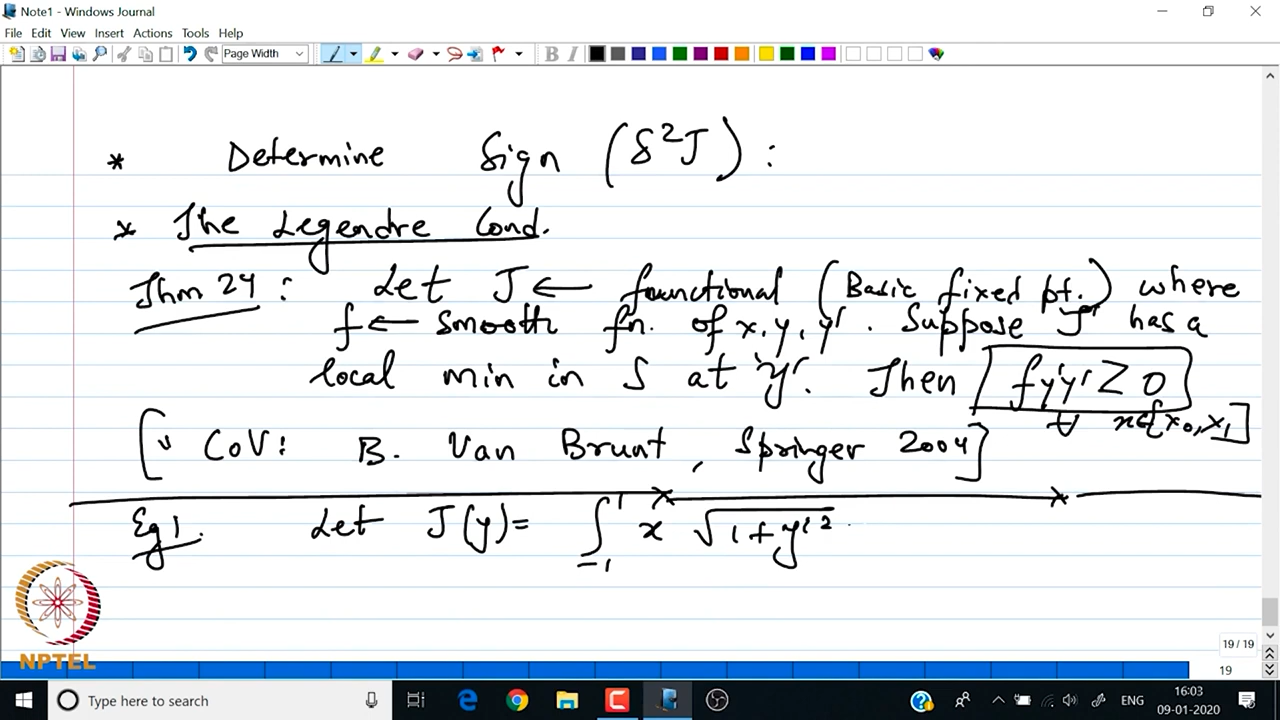 Note1 - Windows Journal
File Edit View Insert Actions Tools Help
Page Width
B I
* Determine Sign (δ²J) :
* The Legendre Cond.
Thm 24 : Let J ← functional (Basic fixed pt.) where
f ← smooth fn. of x, y, y'. Suppose J has a
local min in S at 'y'. Then fy'y' ≥ 0
∀ x∈[x₀,x₁]
[ CoV: B. Van Brunt, Springer 2004]
Eg1. Let J(y) = ∫₋₁¹ x √(1+y'²)
NPTEL
19 / 19
19
Type here to search
ENG
16:03
09-01-2020